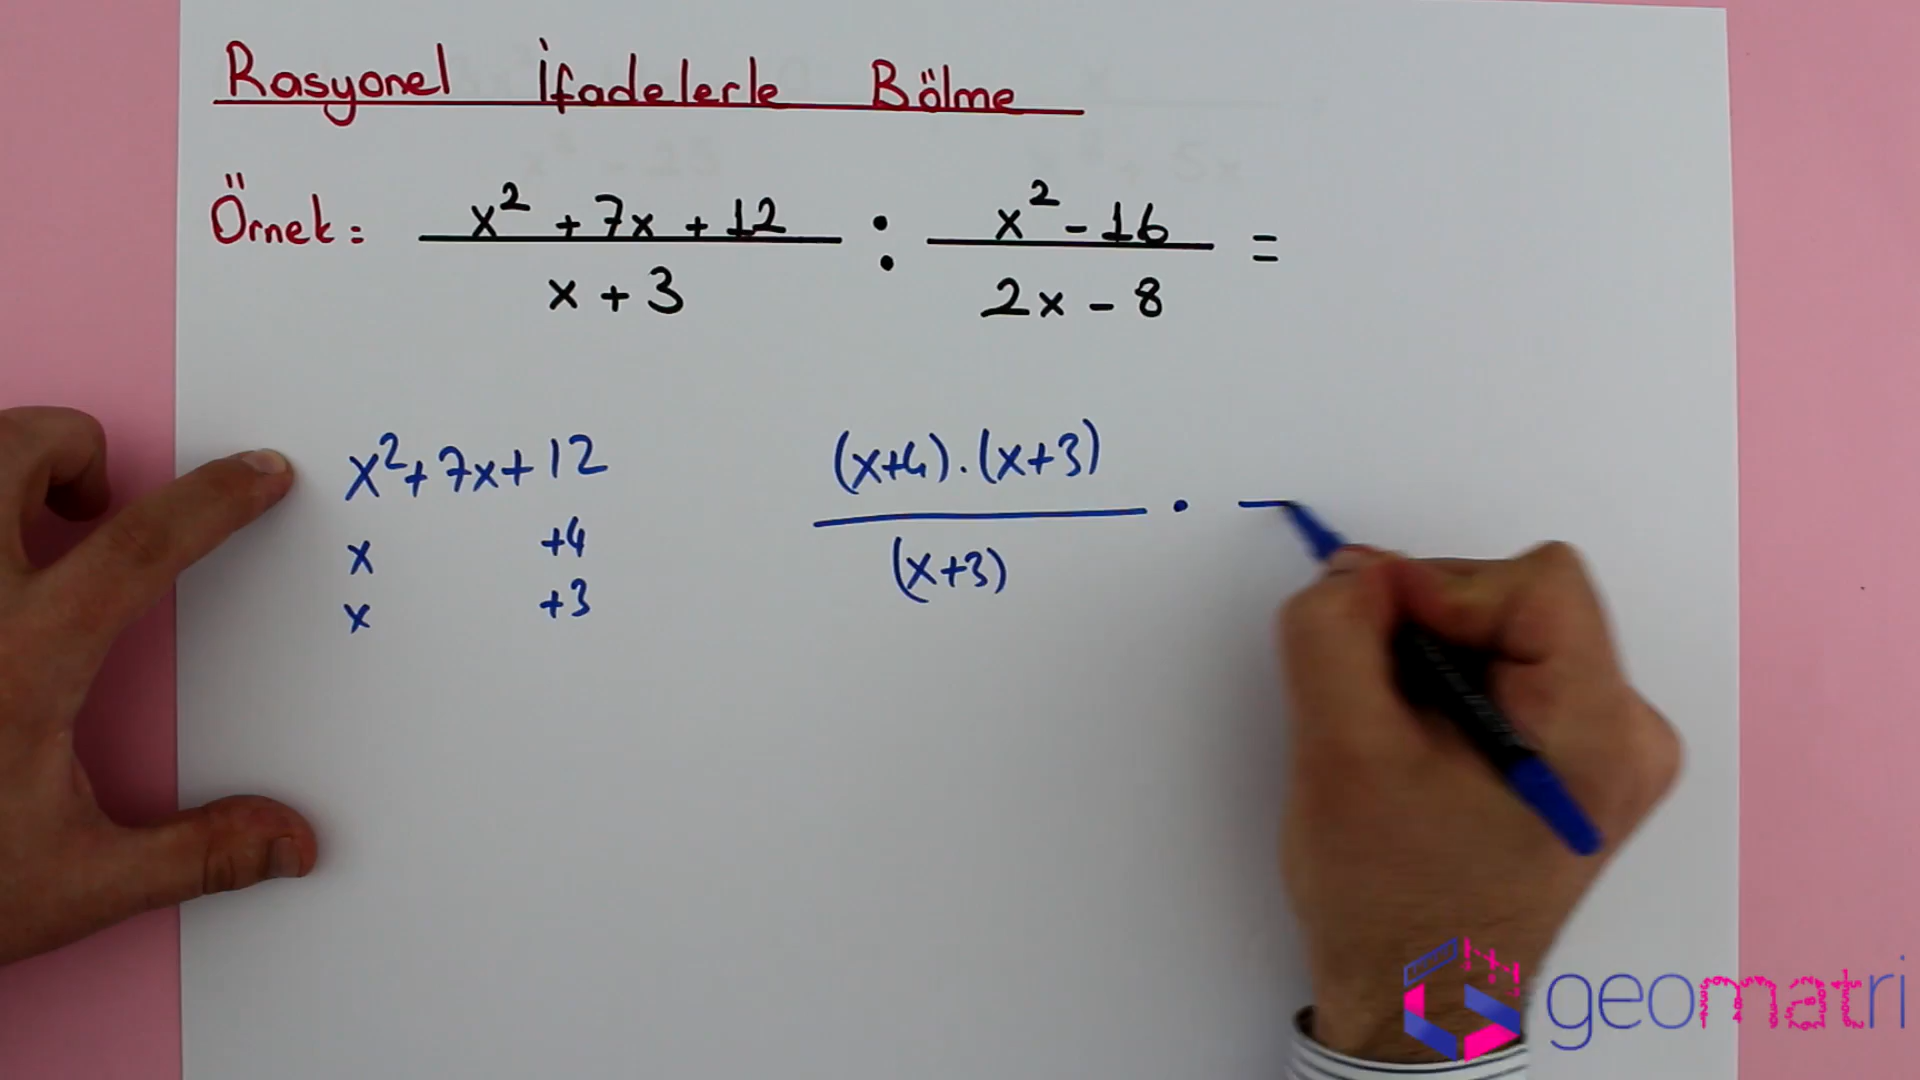 Rasyonel İfadelerle Bölme
Örnek: x² + 7x + 12 / x + 3 : x² - 16 / 2x - 8 =
x² + 7x + 12
x +4
x +3
(x+4).(x+3) / (x+3) .
geomatri